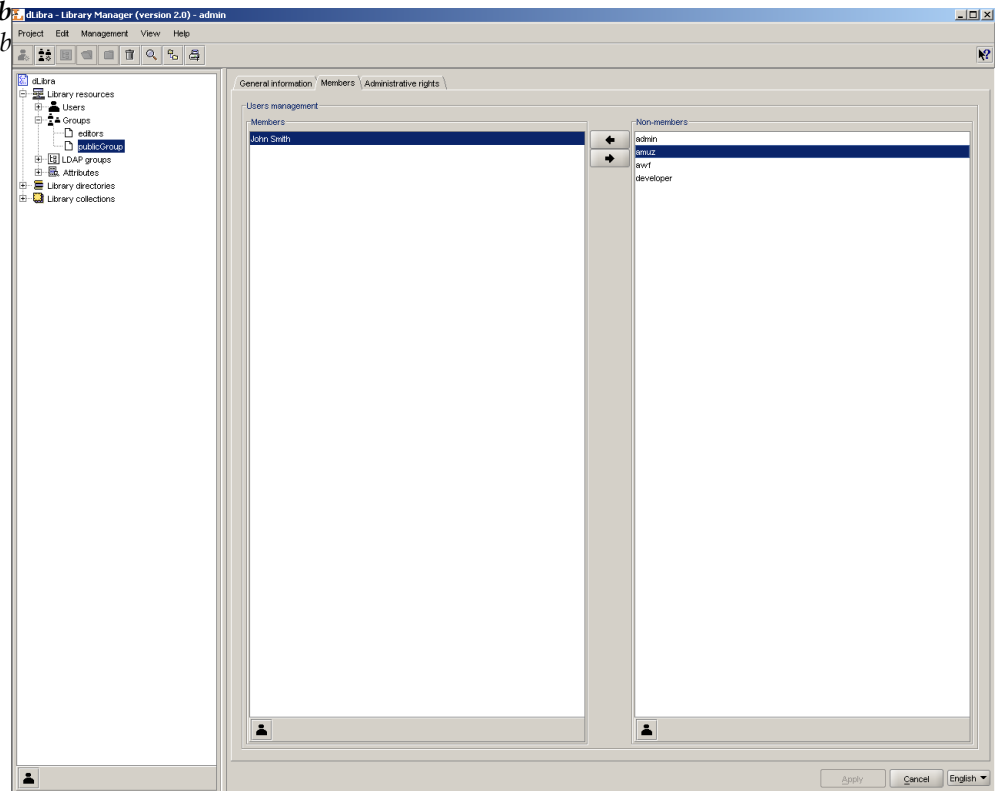 b
dLibra - Library Manager (version 2.0) - admin
b
Project Edit Management View Help
dLibra
Library resources
Users
Groups
editors
publicGroup
LDAP groups
Attributes
Library directories
Library collections
General information Members Administrative rights
Users management
Members
John Smith
Non-members
admin
amuz
awf
developer
Apply Cancel English